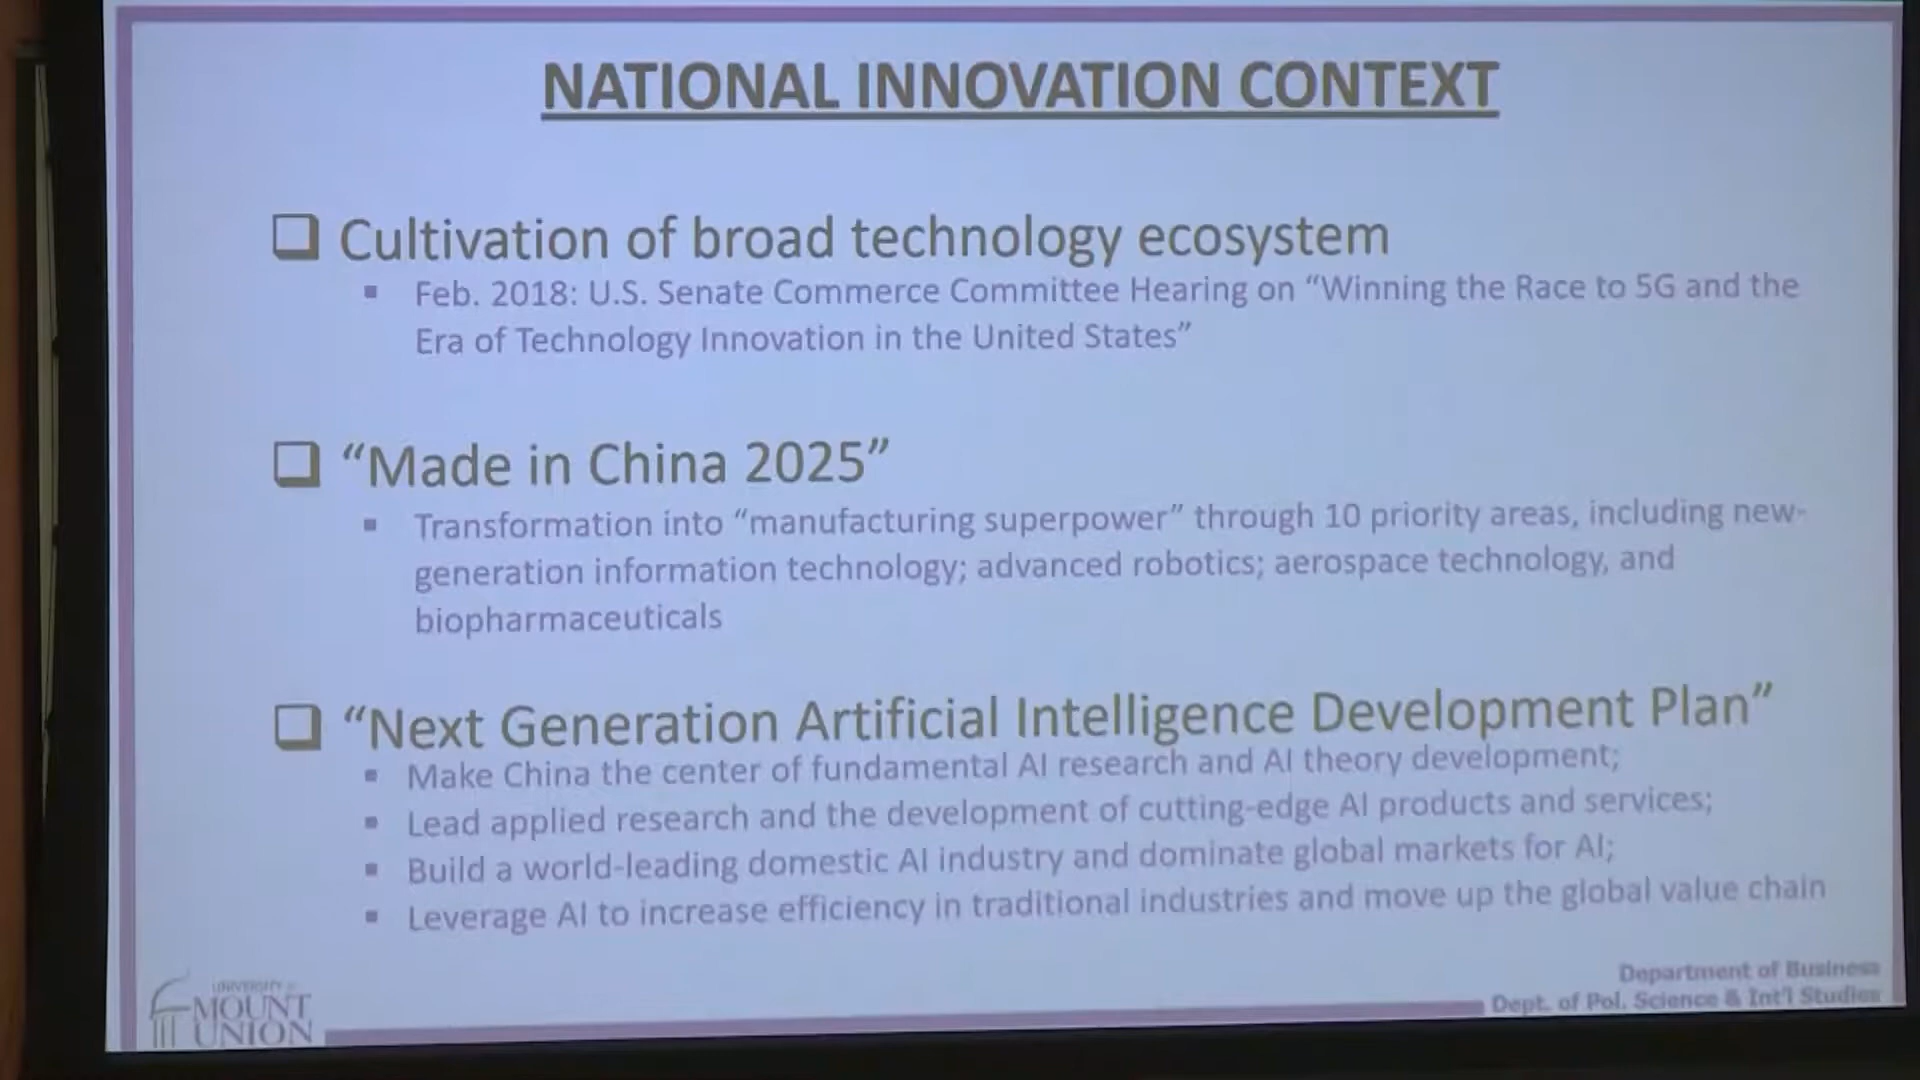 NATIONAL INNOVATION CONTEXT
Cultivation of broad technology ecosystem
Feb. 2018: U.S. Senate Commerce Committee Hearing on “Winning the Race to 5G and the
Era of Technology Innovation in the United States”
“Made in China 2025”
Transformation into “manufacturing superpower” through 10 priority areas, including new-
generation information technology; advanced robotics; aerospace technology, and
biopharmaceuticals
“Next Generation Artificial Intelligence Development Plan”
Make China the center of fundamental AI research and AI theory development;
Lead applied research and the development of cutting-edge AI products and services;
Build a world-leading domestic AI industry and dominate global markets for AI;
Leverage AI to increase efficiency in traditional industries and move up the global value chain
UNIVERSITY of
MOUNT
UNION
Department of Business
Dept. of Pol. Science & Int'l Studies